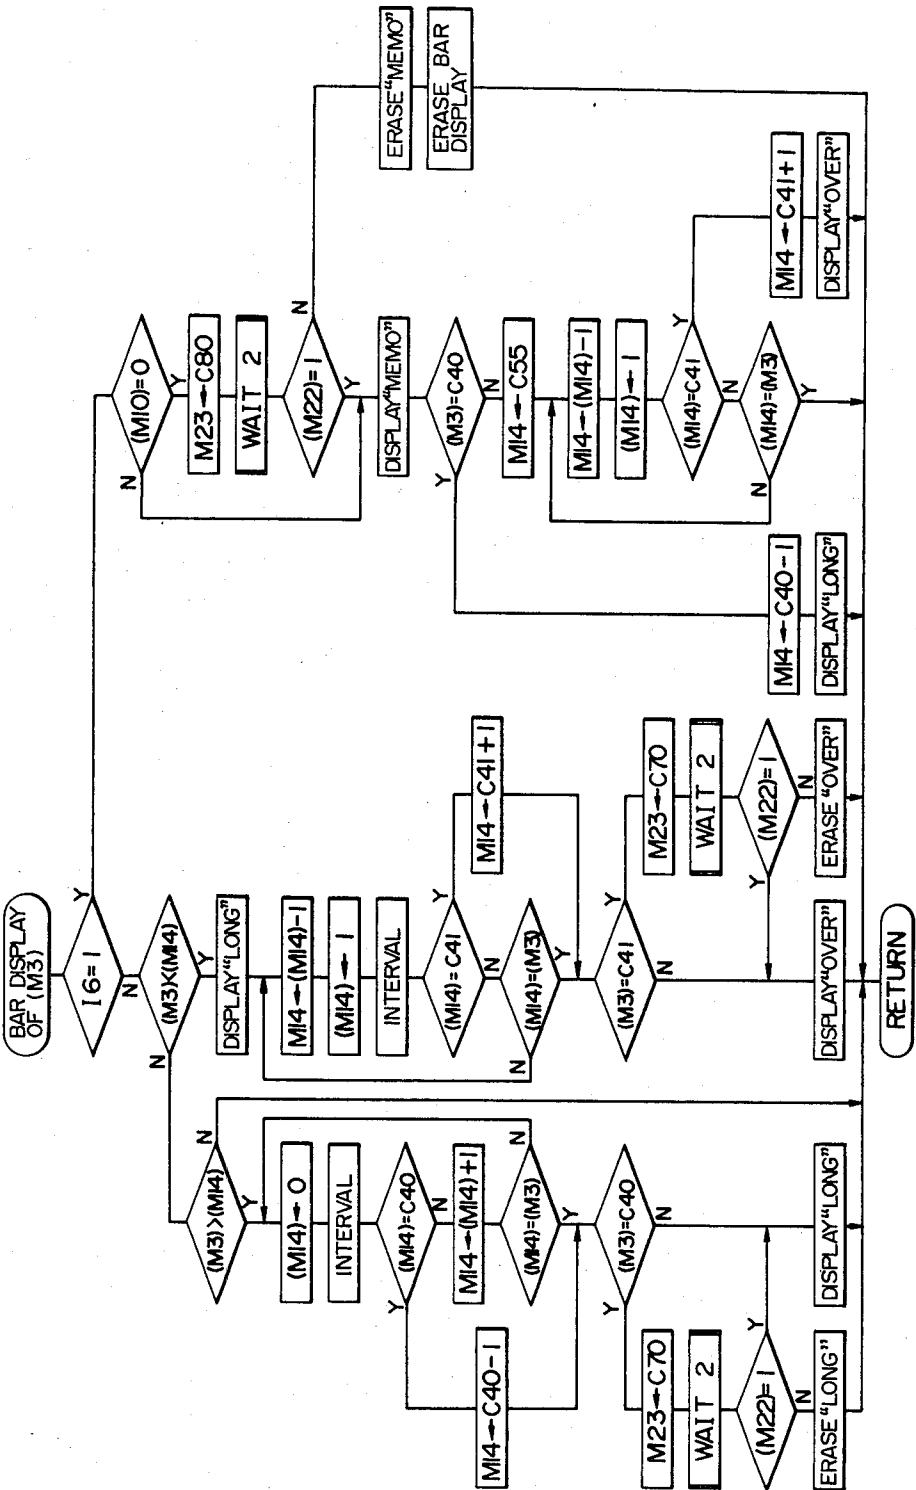 BAR DISPLAY
OF (M3)
I6=1
Y
N
(M3)<(M14)
N
Y
(M3)>(M14)
N
Y
(M14)←0
INTERVAL
(M14)=C40
Y
N
M14←C40-1
M14←(M14)+1
(M14)=(M3)
N
Y
(M3)=C40
Y
N
M23←C70
WAIT 2
(M22)=1
Y
N
ERASE "LONG"
DISPLAY "LONG"
DISPLAY "LONG"
M14←(M14)-1
(M14)←1
INTERVAL
(M14)=C41
Y
N
M14←C41+1
(M14)=(M3)
N
Y
(M3)=C41
Y
N
M23←C70
WAIT 2
(M22)=1
Y
N
ERASE "OVER"
DISPLAY "OVER"
(M10)=0
N
Y
M23←C80
WAIT 2
(M22)=1
N
Y
ERASE "MEMO"
ERASE BAR
DISPLAY
DISPLAY "MEMO"
(M3)=C40
Y
N
M14←C55
M14←(M14)-1
(M14)←1
(M14)=C41
Y
N
(M14)=(M3)
N
Y
M14←C41+1
DISPLAY "OVER"
M14←C40-1
DISPLAY "LONG"
RETURN